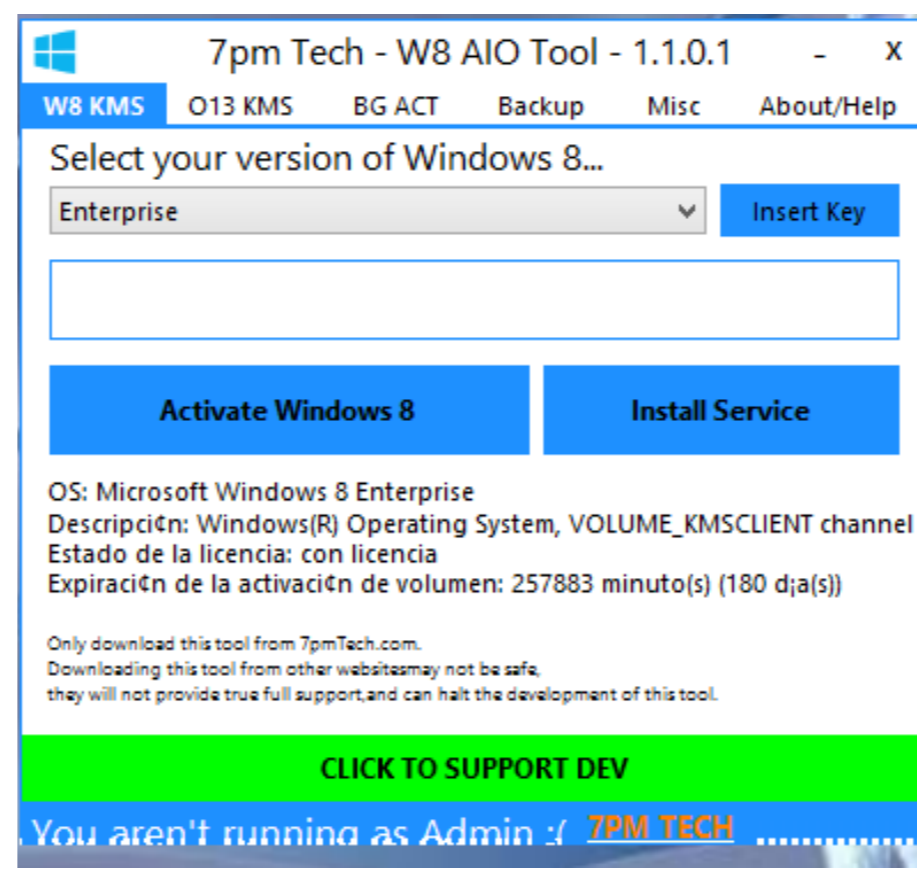 7pm Tech - W8 AIO Tool - 1.1.0.1 - X
W8 KMS O13 KMS BG ACT Backup Misc About/Help
Select your version of Windows 8...
Enterprise Insert Key
Activate Windows 8 Install Service
OS: Microsoft Windows 8 Enterprise
Descripci¢n: Windows(R) Operating System, VOLUME_KMSCLIENT channel
Estado de la licencia: con licencia
Expiraci¢n de la activaci¢n de volumen: 257883 minuto(s) (180 d¡a(s))
Only download this tool from 7pmTech.com.
Downloading this tool from other websitesmay not be safe,
they will not provide true full support,and can halt the development of this tool.
CLICK TO SUPPORT DEV
You aren't running as Admin :( 7PM TECH